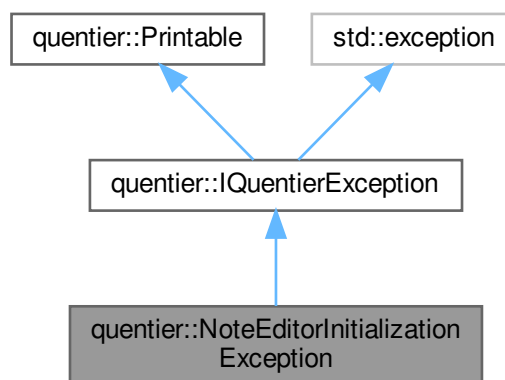 quentier::Printable
std::exception
quentier::IQuentierException
quentier::NoteEditorInitialization
Exception